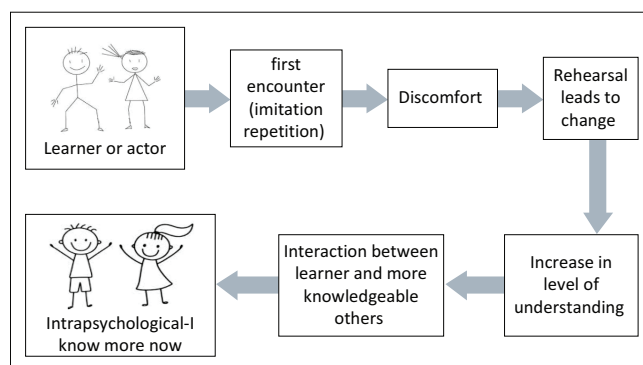 Learner or actor
first
encounter
(imitation
repetition)
Discomfort
Rehearsal
leads to
change
Increase in
level of
understanding
Interaction between
learner and more
knowledgeable
others
Intrapsychological-I
know more now